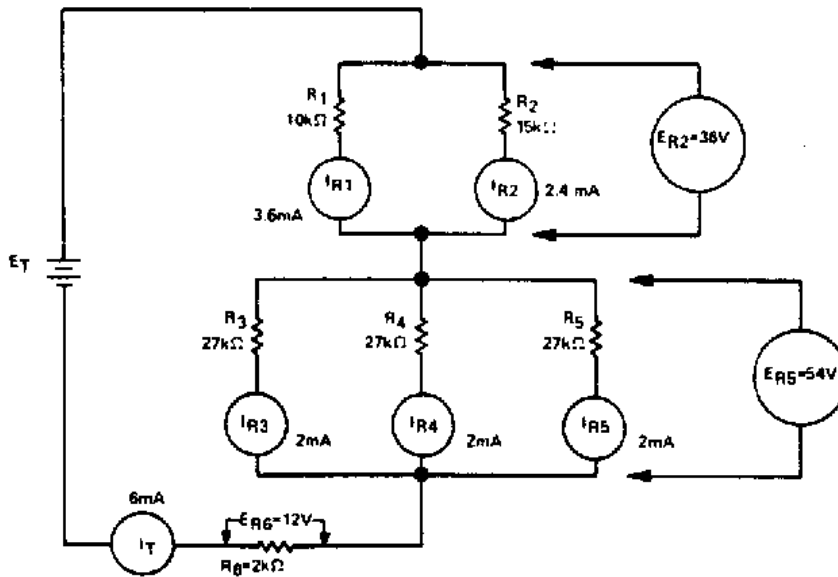 R1
10kΩ
R2
15kΩ
ER2=36V
IR1
IR2
2.4 mA
3.6mA
ET
R3
27kΩ
R4
27kΩ
R5
27kΩ
ER5=54V
IR3
2mA
IR4
2mA
IR5
2mA
6mA
ER6=12V
IT
R6=2kΩ